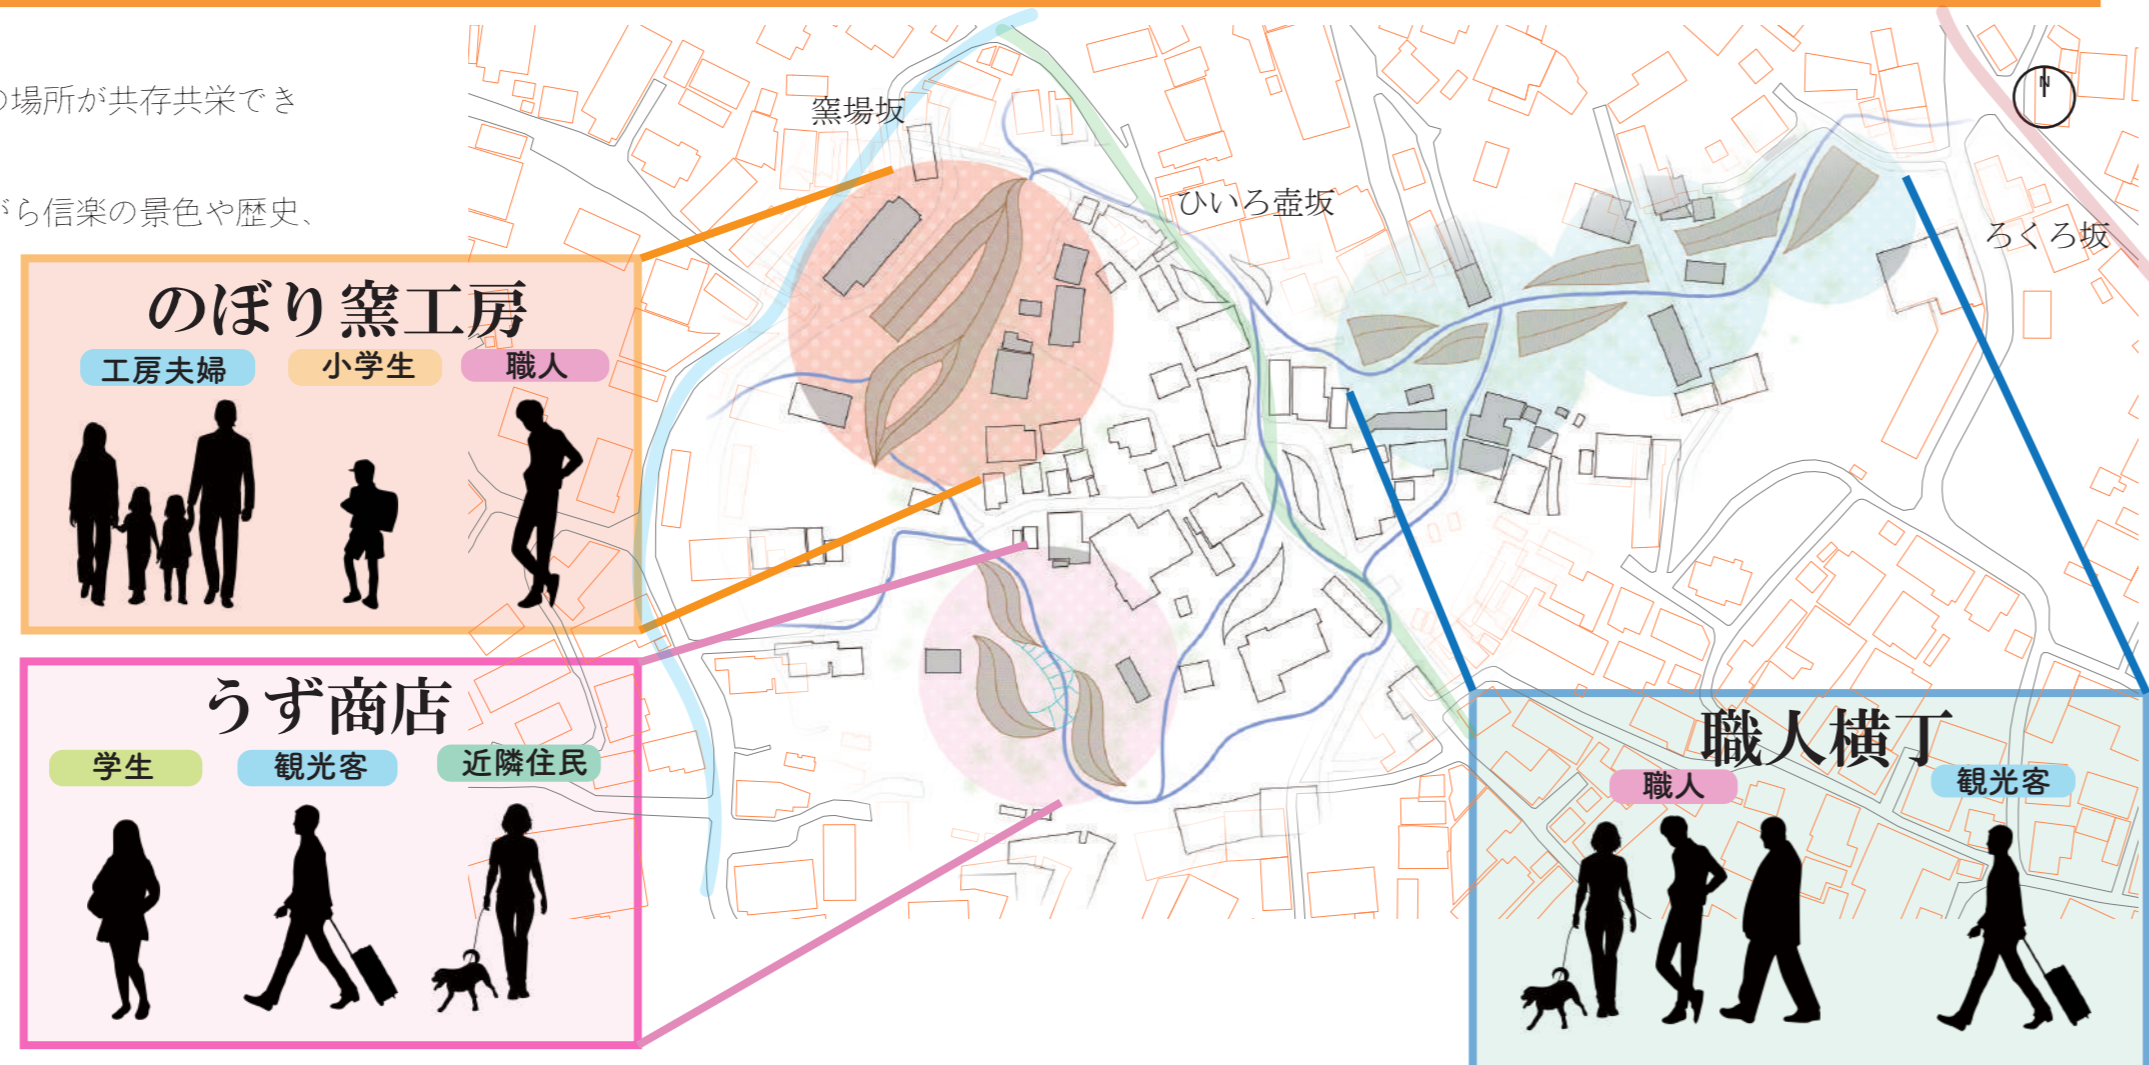 の場所が共存共栄でき
がら信楽の景色や歴史、
窯場坂
ひいろ壺坂
ろくろ坂
N
のぼり窯工房
工房夫婦 小学生 職人
うず商店
学生 観光客 近隣住民
職人横丁
職人 観光客